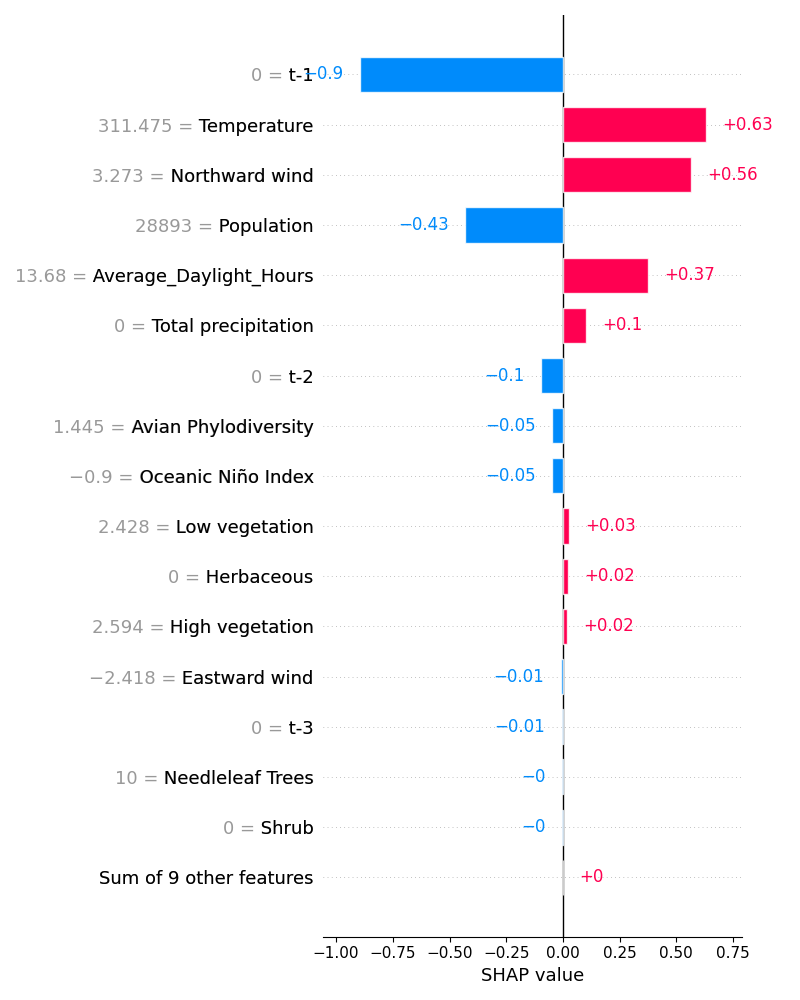 0 = t-1 −0.9
311.475 = Temperature +0.63
3.273 = Northward wind +0.56
28893 = Population −0.43
13.68 = Average_Daylight_Hours +0.37
0 = Total precipitation +0.1
0 = t-2 −0.1
1.445 = Avian Phylodiversity −0.05
−0.9 = Oceanic Niño Index −0.05
2.428 = Low vegetation +0.03
0 = Herbaceous +0.02
2.594 = High vegetation +0.02
−2.418 = Eastward wind −0.01
0 = t-3 −0.01
10 = Needleleaf Trees −0
0 = Shrub −0
Sum of 9 other features +0
−1.00 −0.75 −0.50 −0.25 0.00 0.25 0.50 0.75
SHAP value